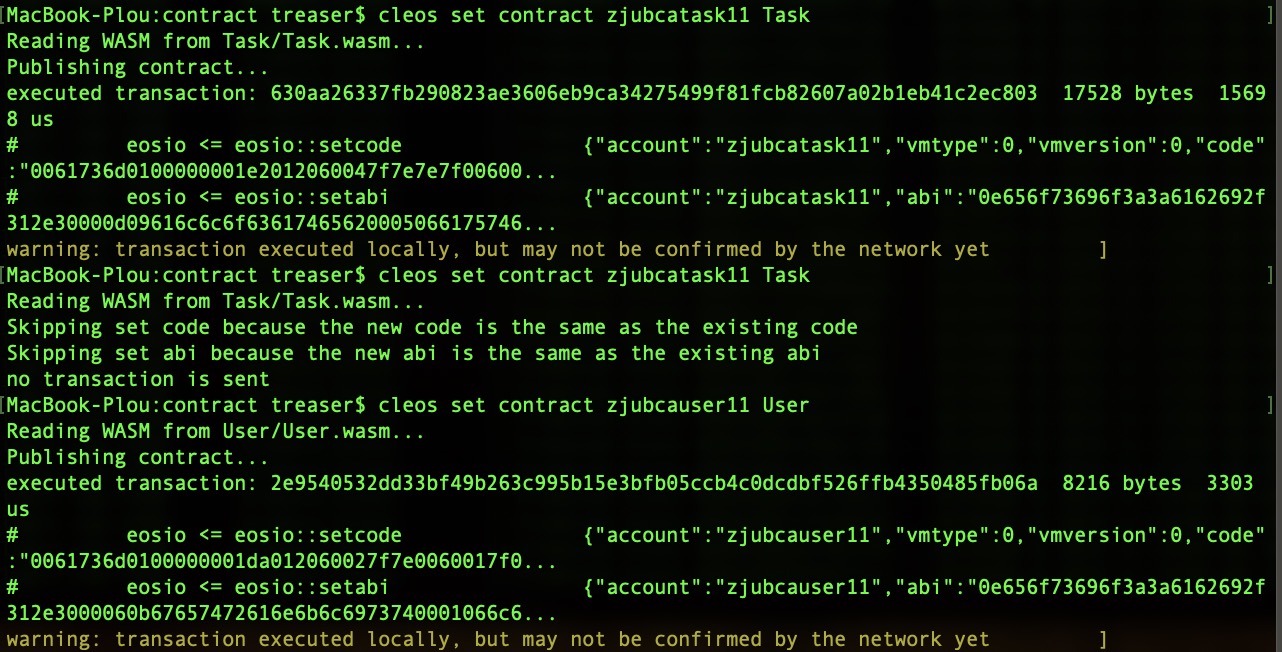 [MacBook-Plou:contract treaser$ cleos set contract zjubcatask11 Task ]
Reading WASM from Task/Task.wasm...
Publishing contract...
executed transaction: 630aa26337fb290823ae3606eb9ca34275499f81fcb82607a02b1eb41c2ec803  17528 bytes  1569
8 us
#         eosio <= eosio::setcode               {"account":"zjubcatask11","vmtype":0,"vmversion":0,"code"
:"0061736d0100000001e2012060047f7e7e7f00600...
#         eosio <= eosio::setabi                {"account":"zjubcatask11","abi":"0e656f73696f3a3a6162692f
312e30000d09616c6c6f636174656200050661757​46...
warning: transaction executed locally, but may not be confirmed by the network yet         ]
[MacBook-Plou:contract treaser$ cleos set contract zjubcatask11 Task ]
Reading WASM from Task/Task.wasm...
Skipping set code because the new code is the same as the existing code
Skipping set abi because the new abi is the same as the existing abi
no transaction is sent
[MacBook-Plou:contract treaser$ cleos set contract zjubcauser11 User ]
Reading WASM from User/User.wasm...
Publishing contract...
executed transaction: 2e9540532dd33bf49b263c995b15e3bfb05ccb4c0dcdbf526ffb4350485fb06a  8216 bytes  3303
us
#         eosio <= eosio::setcode               {"account":"zjubcauser11","vmtype":0,"vmversion":0,"code"
:"0061736d0100000001da012060027f7e0060017f0...
#         eosio <= eosio::setabi                {"account":"zjubcauser11","abi":"0e656f73696f3a3a6162692f
312e3000060b67657472616e6b6c6973740001066c6...
warning: transaction executed locally, but may not be confirmed by the network yet         ]